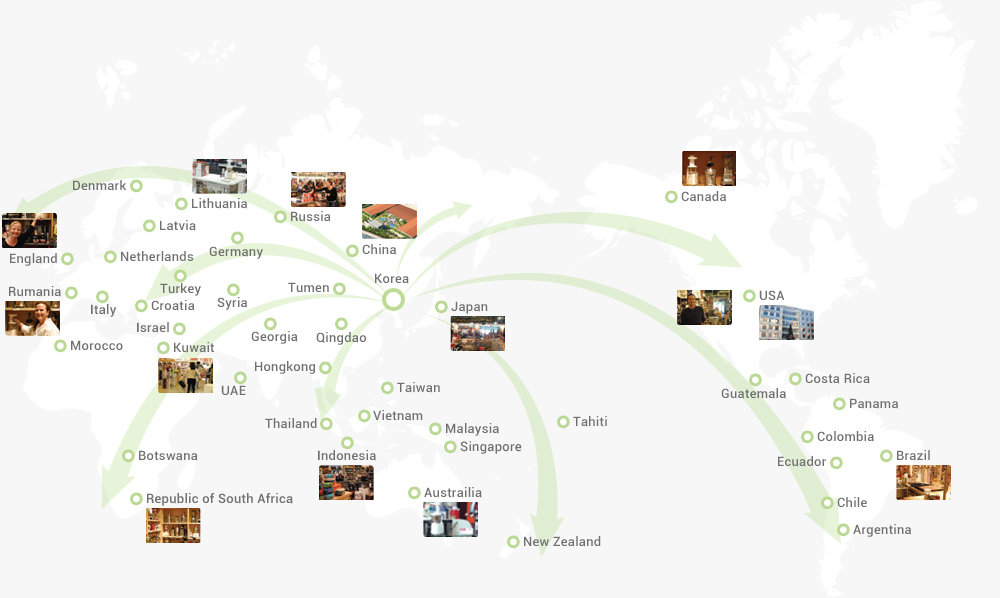 Denmark
Lithuania
Canada
Latvia
Russia
Germany
China
England
Netherlands
Korea
Rumania
Turkey
Tumen
USA
Italy
Croatia
Syria
Japan
Israel
Georgia
Qingdao
Morocco
Kuwait
Hongkong
UAE
Taiwan
Guatemala
Costa Rica
Panama
Thailand
Vietnam
Malaysia
Tahiti
Colombia
Singapore
Botswana
Indonesia
Ecuador
Brazil
Republic of South Africa
Austrailia
Chile
New Zealand
Argentina